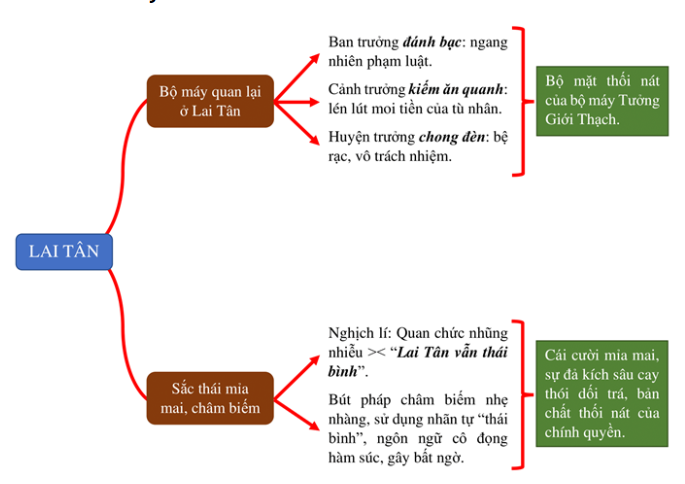 LAI TÂN
Bộ máy quan lại
ở Lai Tân
Ban trưởng đánh bạc: ngang
nhiên phạm luật.
Cảnh trưởng kiếm ăn quanh:
lén lút moi tiền của tù nhân.
Huyện trưởng chong đèn: bệ
rạc, vô trách nhiệm.
Bộ mặt thối nát
của bộ máy Tưởng
Giới Thạch.
Sắc thái mỉa
mai, châm biếm
Nghịch lí: Quan chức nhũng
nhiễu >< “Lai Tân vẫn thái
bình”.
Bút pháp châm biếm nhẹ
nhàng, sử dụng nhãn tự “thái
bình”, ngôn ngữ cô đọng
hàm súc, gây bất ngờ.
Cái cười mỉa mai,
sự đả kích sâu cay
thói dối trá, bản
chất thối nát của
chính quyền.